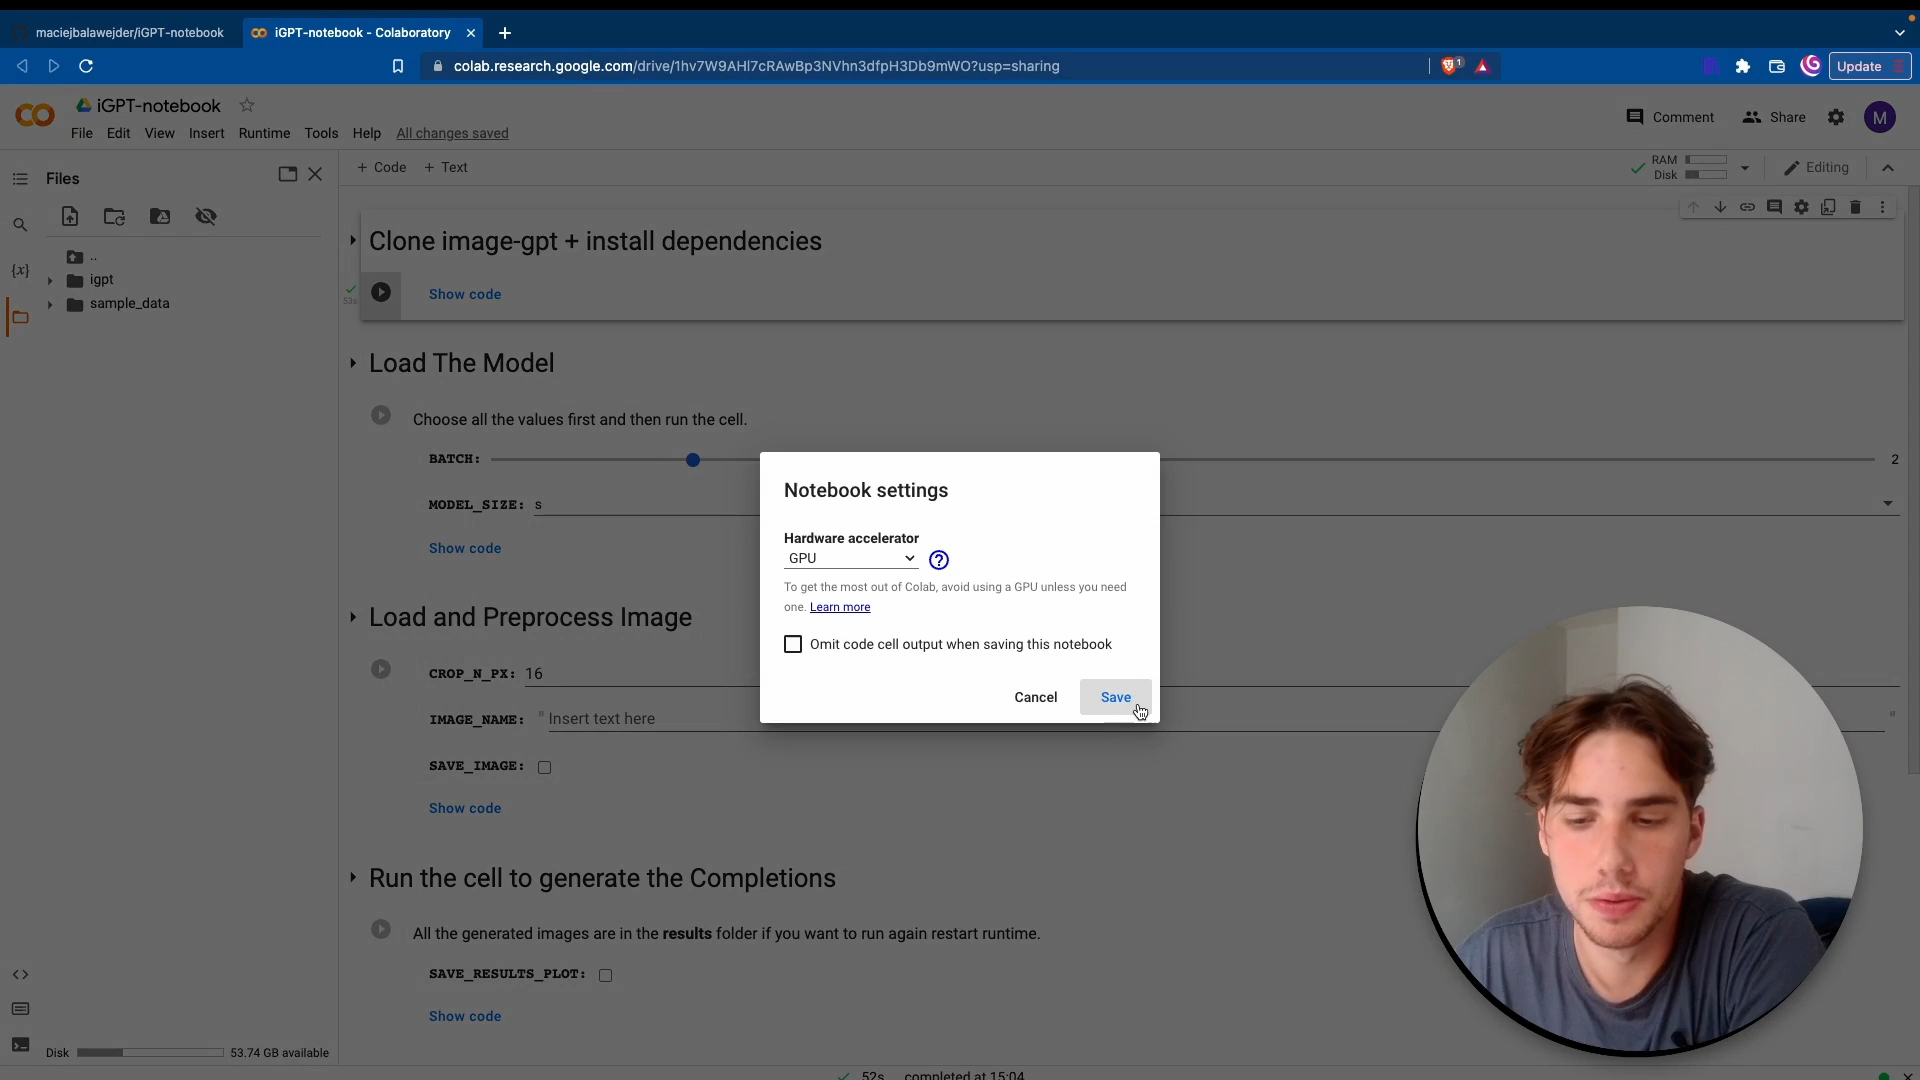 maciejbalawejder/iGPT-notebook
iGPT-notebook - Colaboratory
colab.research.google.com/drive/1hv7W9AHl7cRAwBp3NVhn3dfpH3Db9mWO?usp=sharing
1
Update
iGPT-notebook
File Edit View Insert Runtime Tools Help All changes saved
Comment
Share
M
Files
+ Code + Text
RAM
Disk
Editing
..
igpt
sample_data
{x}
Clone image-gpt + install dependencies
53s
Show code
Load The Model
Choose all the values first and then run the cell.
BATCH: 2
MODEL_SIZE: s
Show code
Notebook settings
Hardware accelerator
GPU
?
To get the most out of Colab, avoid using a GPU unless you need
one. Learn more
Omit code cell output when saving this notebook
Cancel Save
Load and Preprocess Image
CROP_N_PX: 16
IMAGE_NAME: " Insert text here "
SAVE_IMAGE:
Show code
Run the cell to generate the Completions
All the generated images are in the results folder if you want to run again restart runtime.
SAVE_RESULTS_PLOT:
Show code
Disk 53.74 GB available
52s completed at 15:04